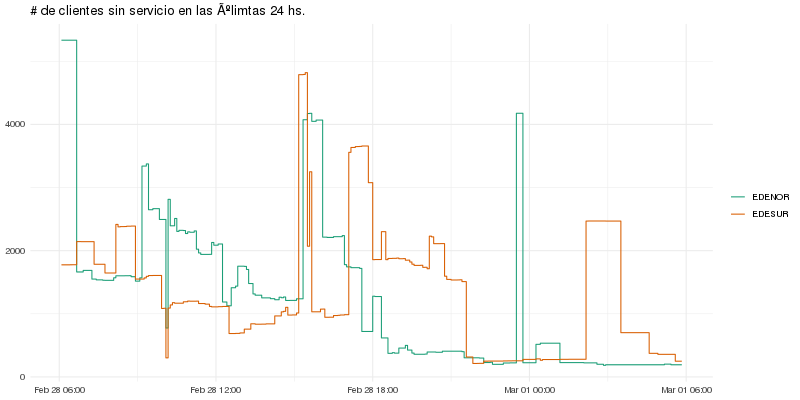 # de clientes sin servicio en las Ãºlimtas 24 hs.
4000
2000
0
Feb 28 06:00
Feb 28 12:00
Feb 28 18:00
Mar 01 00:00
Mar 01 06:00
EDENOR
EDESUR